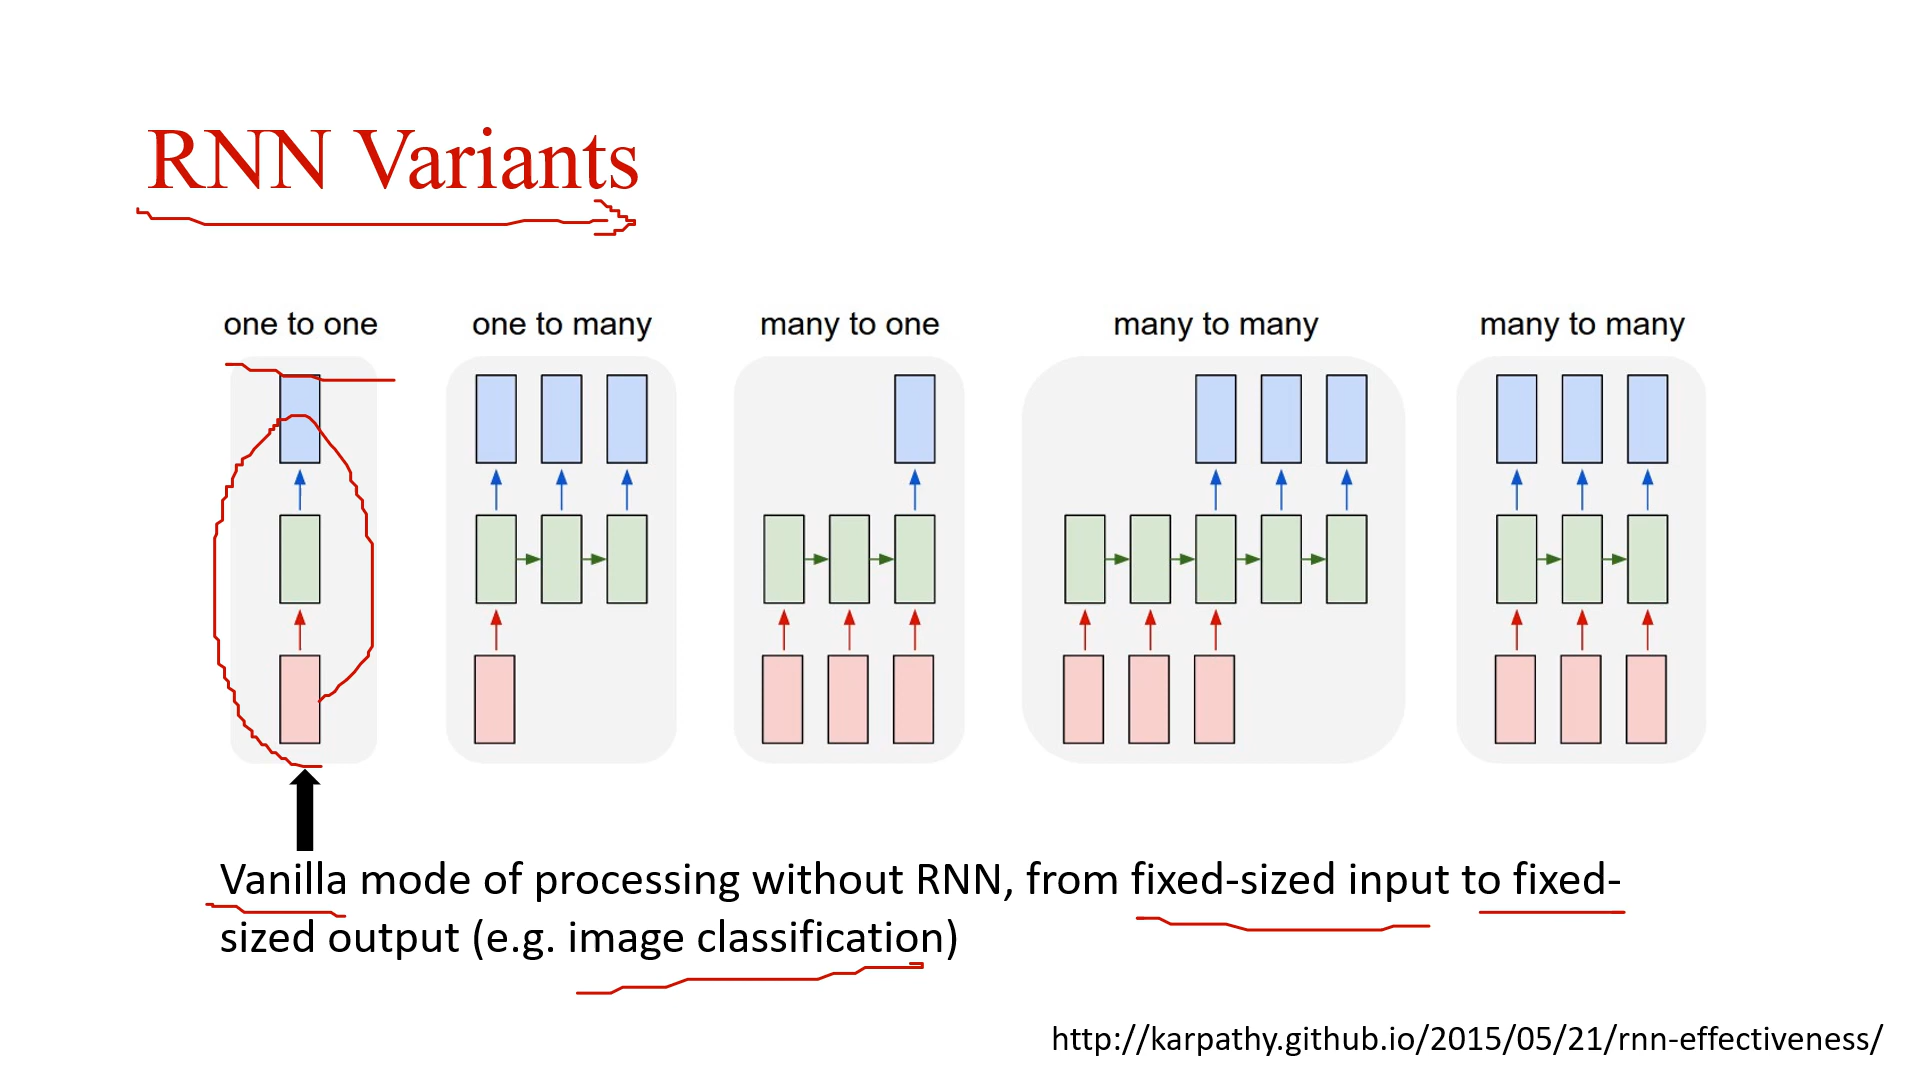 RNN Variants
one to one
one to many
many to one
many to many
many to many
Vanilla mode of processing without RNN, from fixed-sized input to fixed-
sized output (e.g. image classification)
http://karpathy.github.io/2015/05/21/rnn-effectiveness/